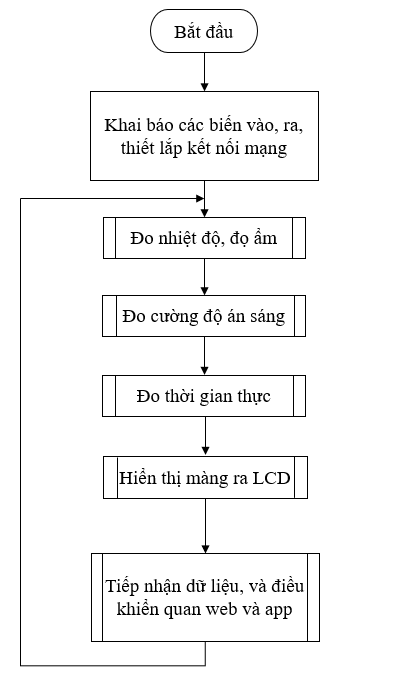 Bắt đầu
Khai báo các biến vào, ra,
thiết lắp kết nối mạng
Đo nhiệt độ, đọ ẩm
Đo cường độ án sáng
Đo thời gian thực
Hiển thị màng ra LCD
Tiếp nhận dữ liệu, và điều
khiển quan web và app